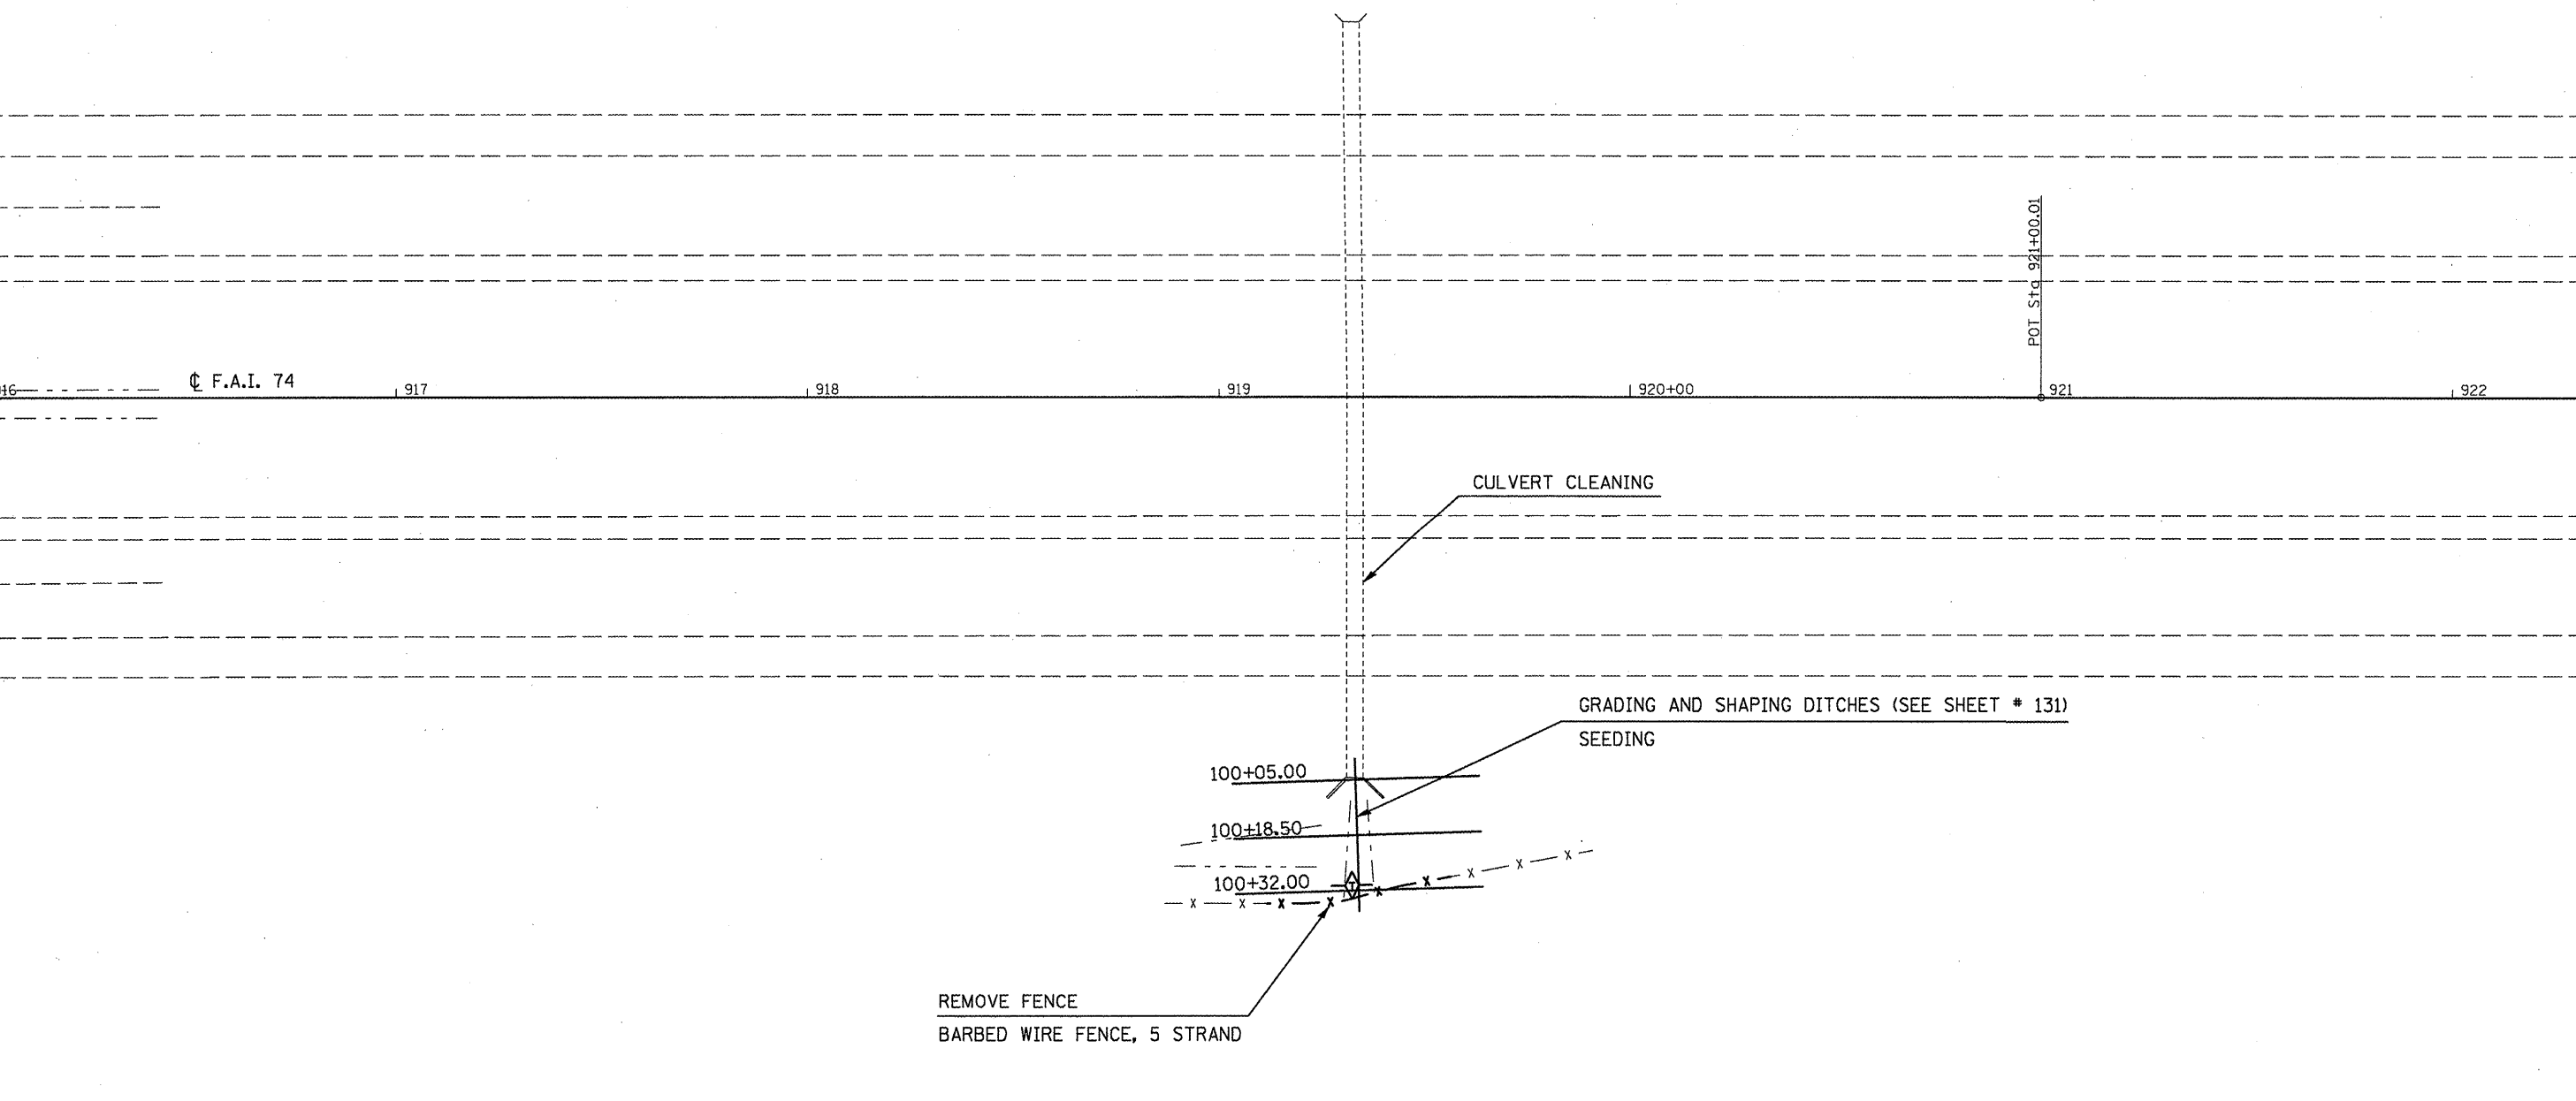 POT Sta 921+00.01
℄ F.A.I. 74
917
918
919
920+00
921
922
CULVERT CLEANING
GRADING AND SHAPING DITCHES (SEE SHEET # 131)
SEEDING
100+05.00
100+18.50
100+32.00
REMOVE FENCE
BARBED WIRE FENCE, 5 STRAND